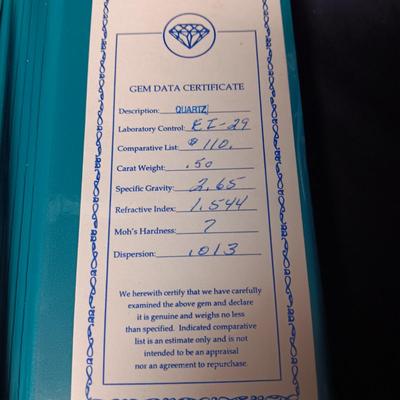 GEM DATA CERTIFICATE
Description: QUARTZ
Laboratory Control: EI-29
Comparative List: $110.
Carat Weight: .50
Specific Gravity: 2.65
Refractive Index: 1.544
Moh's Hardness: 7
Dispersion: .013
We herewith certify that we have carefully
examined the above gem and declare
it is genuine and weighs no less
than specified. Indicated comparative
list is an estimate only and is not
intended to be an appraisal
nor an agreement to repurchase.